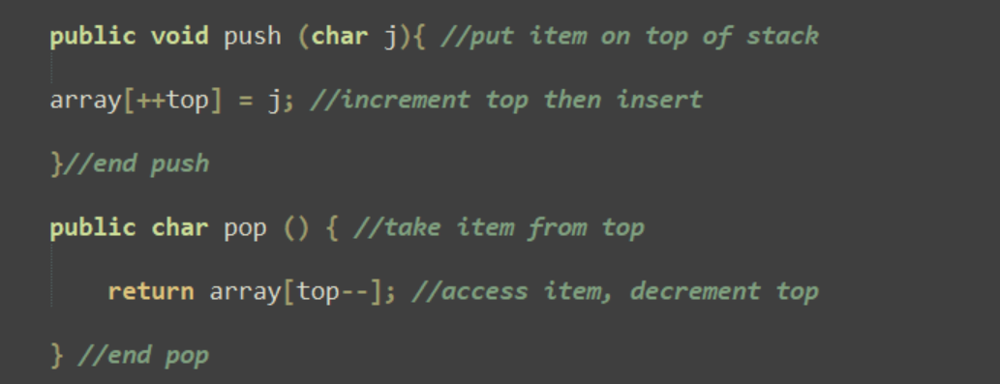 public void push (char j){ //put item on top of stack
array[++top] = j; //increment top then insert
}//end push
public char pop () { //take item from top
return array[top--]; //access item, decrement top
} //end pop